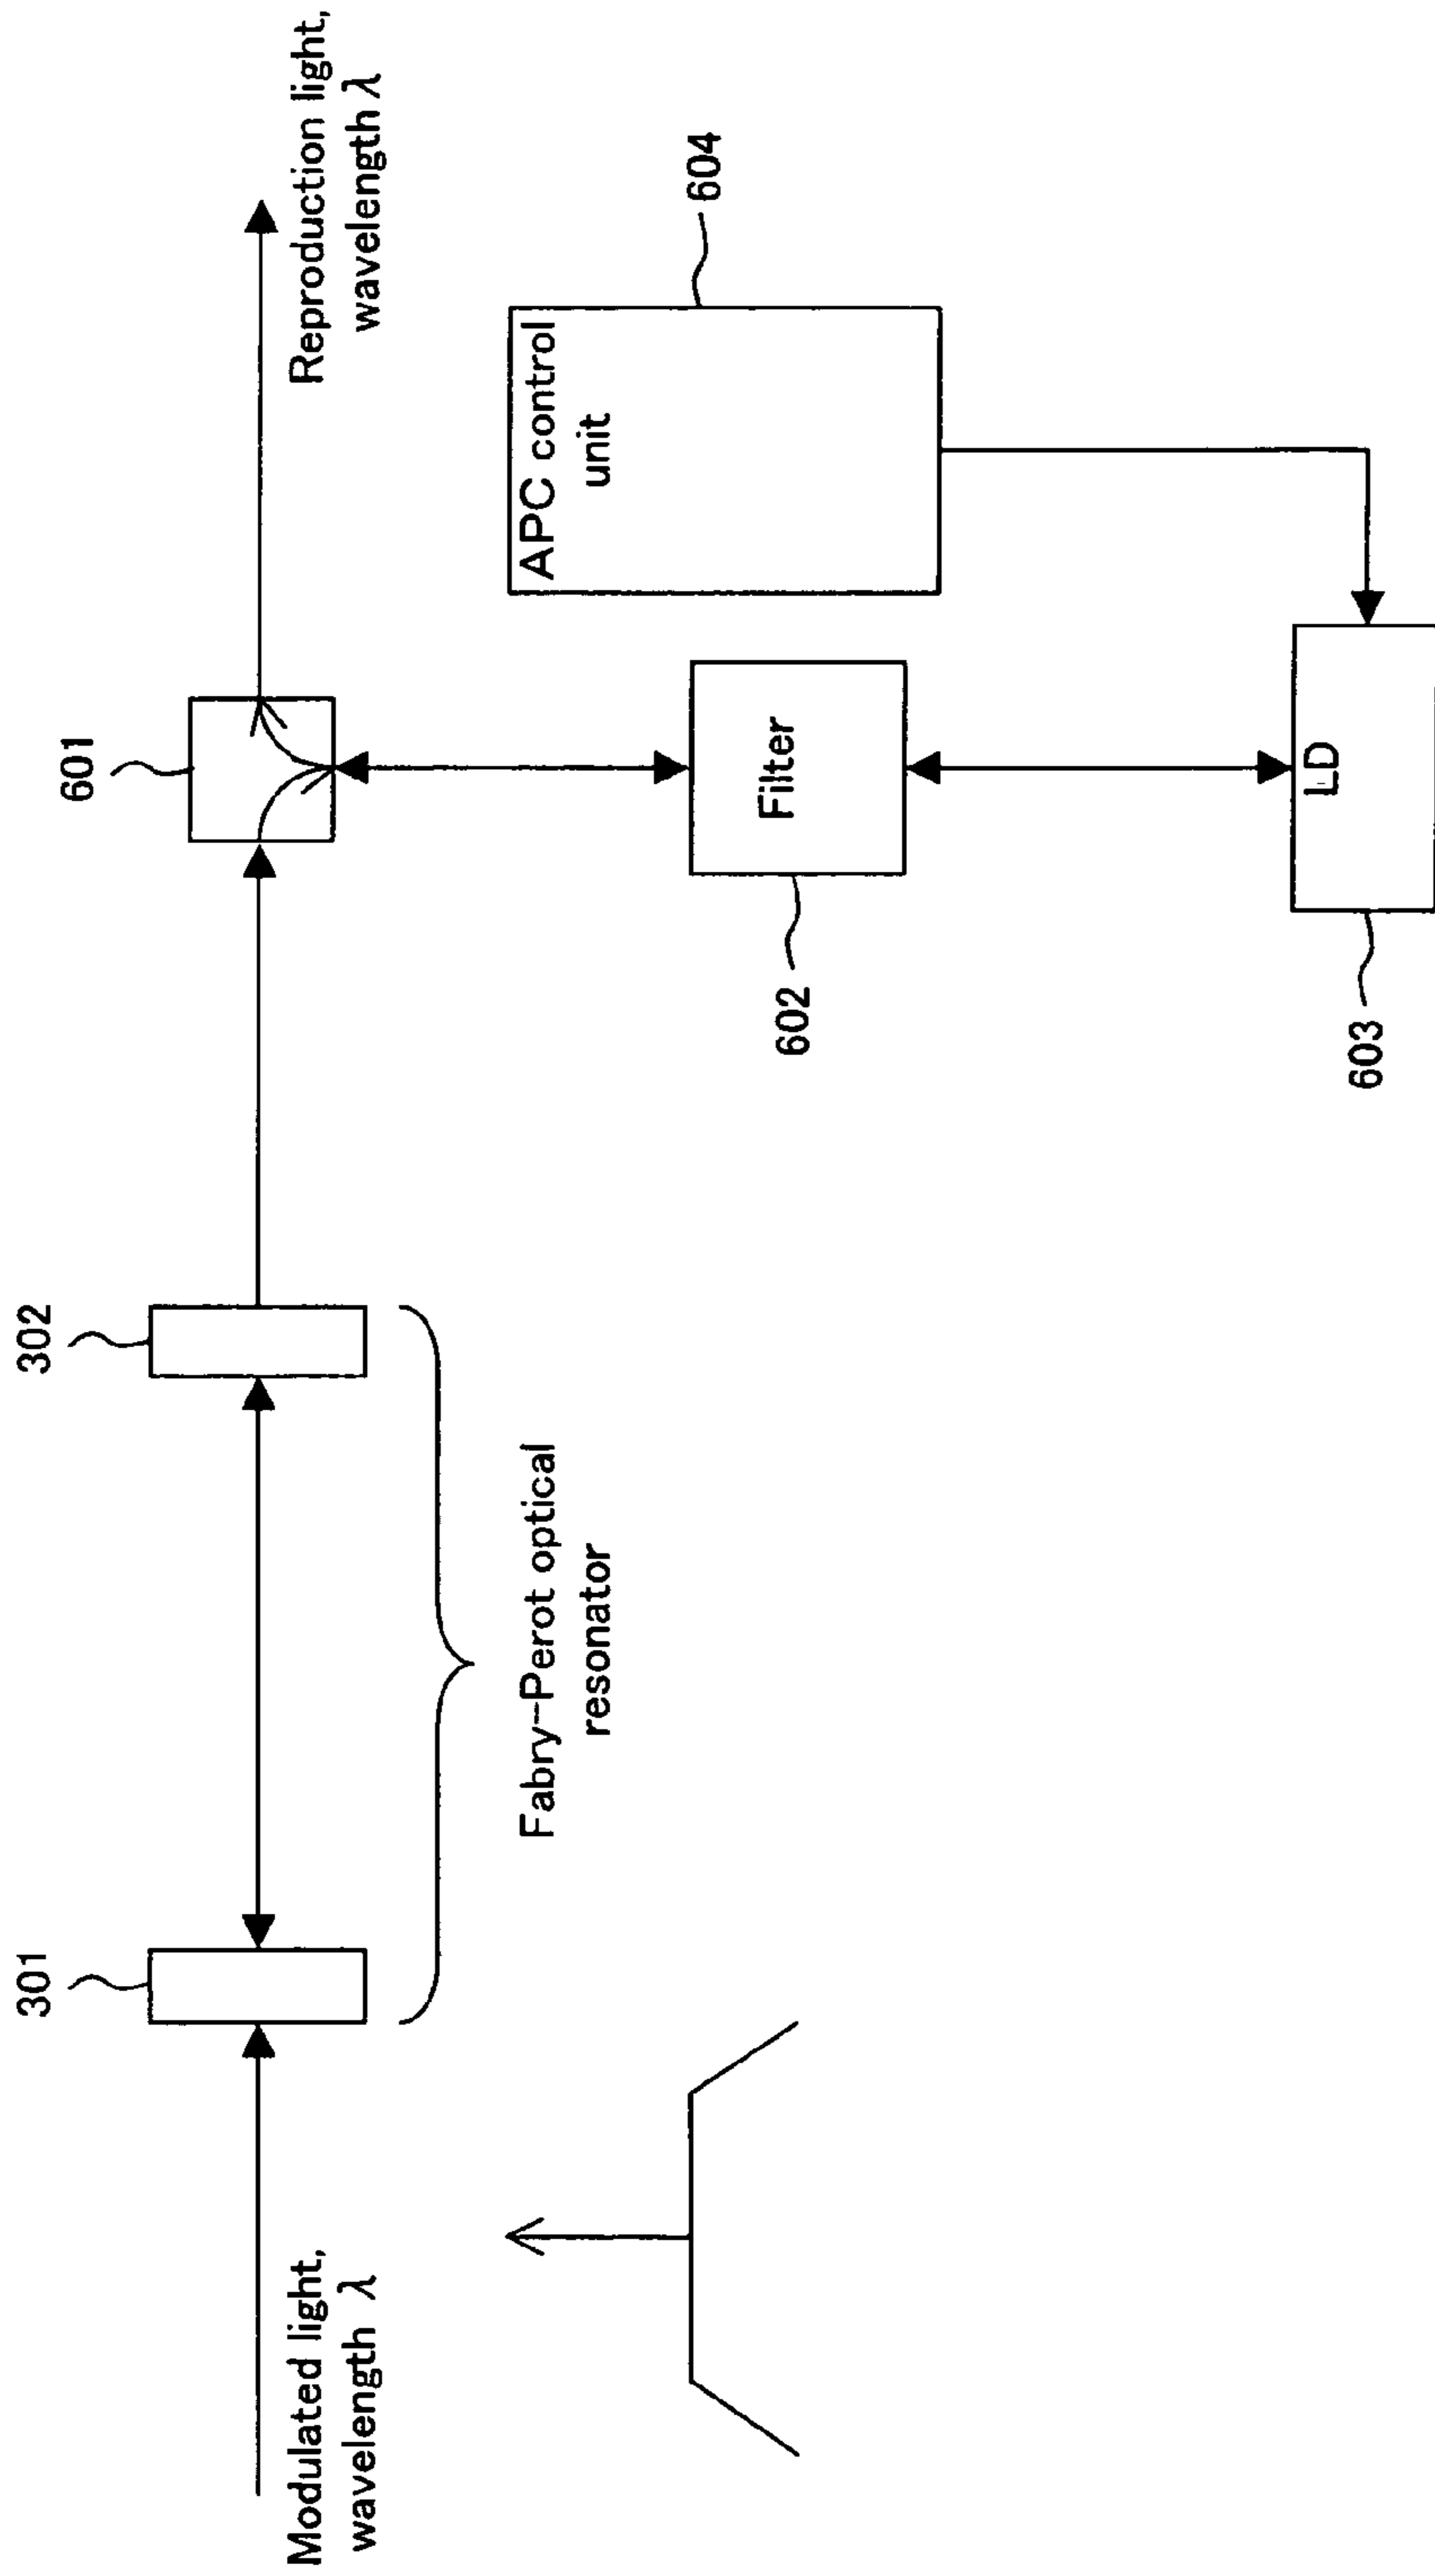 301
302
601
Modulated light,
wavelength λ
Reproduction light,
wavelength λ
Fabry-Perot optical
resonator
602
Filter
APC control
unit
604
603
LD